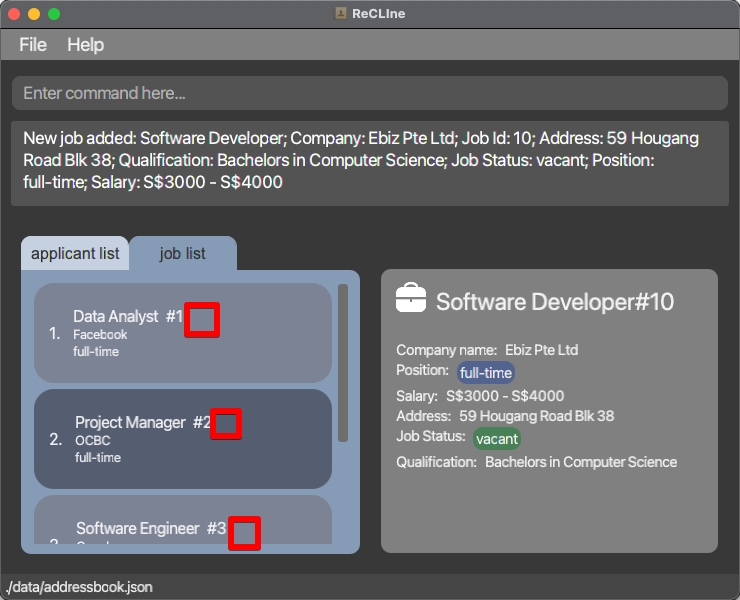 ReCLIne
File Help
Enter command here...
New job added: Software Developer; Company: Ebiz Pte Ltd; Job Id: 10; Address: 59 Hougang
Road Blk 38; Qualification: Bachelors in Computer Science; Job Status: vacant; Position:
full-time; Salary: S$3000 - S$4000
applicant list job list
1. Data Analyst #1
Facebook
full-time
2. Project Manager #2
OCBC
full-time
Software Engineer #3
Software Developer#10
Company name: Ebiz Pte Ltd
Position: full-time
Salary: S$3000 - S$4000
Address: 59 Hougang Road Blk 38
Job Status: vacant
Qualification: Bachelors in Computer Science
./data/addressbook.json